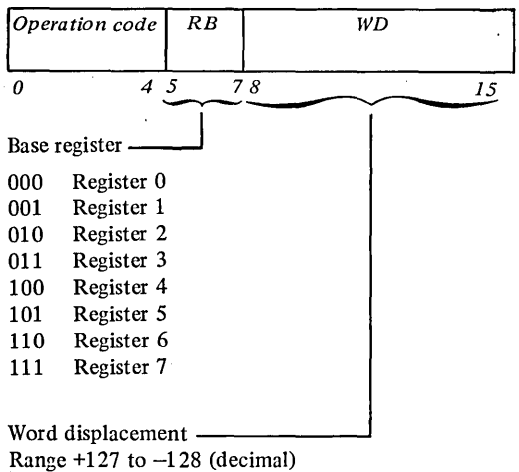 Operation code RB WD
0 4 5 7 8 15
Base register
000 Register 0
001 Register 1
010 Register 2
011 Register 3
100 Register 4
101 Register 5
110 Register 6
111 Register 7
Word displacement
Range +127 to −128 (decimal)